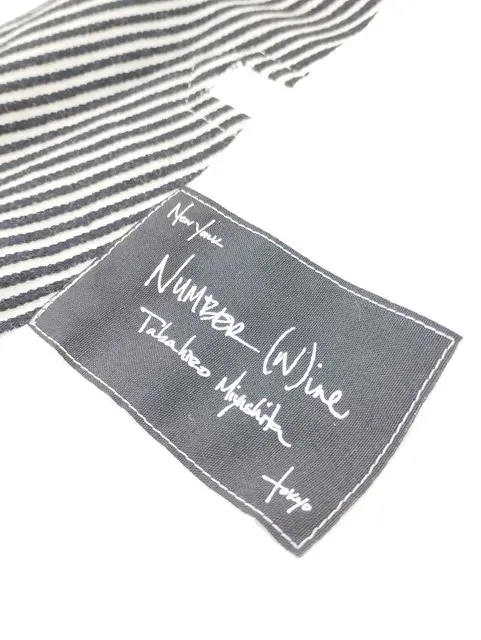 New York
NUMBER (N)ine
Takahiro Miyashita
tokyo